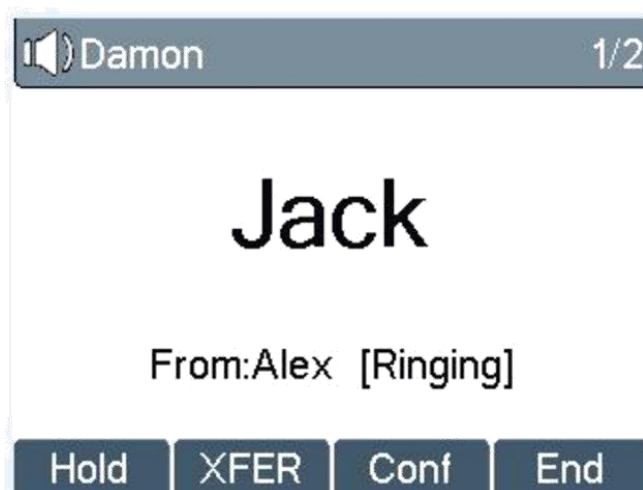 Damon 1/2
Jack
From:Alex [Ringing]
Hold XFER Conf End